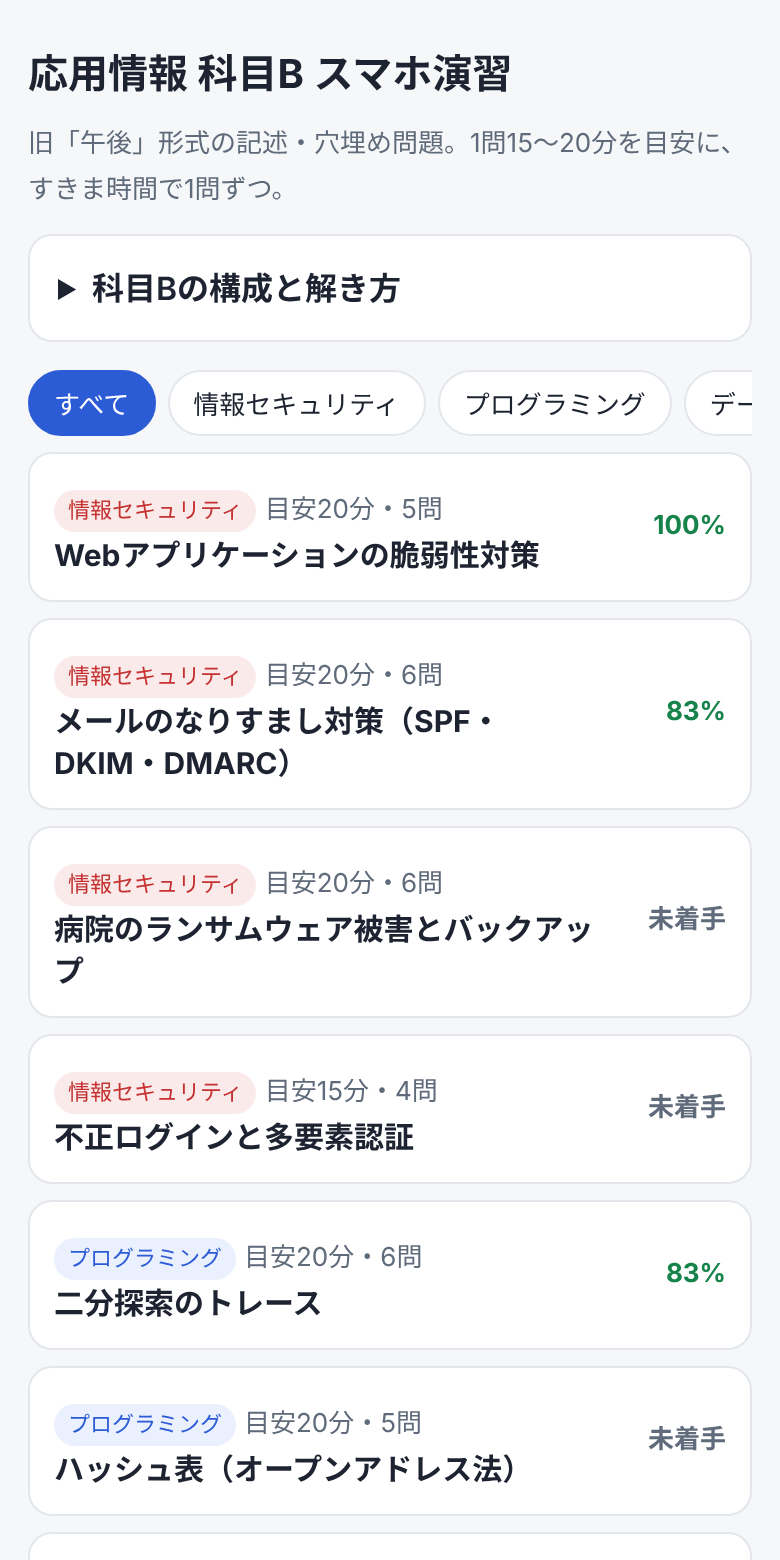 応用情報 科目B スマホ演習
旧「午後」形式の記述・穴埋め問題。1問15〜20分を目安に、
すきま時間で1問ずつ。
▶ 科目Bの構成と解き方
すべて 情報セキュリティ プログラミング デー
情報セキュリティ 目安20分・5問
Webアプリケーションの脆弱性対策
100%
情報セキュリティ 目安20分・6問
メールのなりすまし対策（SPF・
DKIM・DMARC）
83%
情報セキュリティ 目安20分・6問
病院のランサムウェア被害とバックアッ
プ
未着手
情報セキュリティ 目安15分・4問
不正ログインと多要素認証
未着手
プログラミング 目安20分・6問
二分探索のトレース
83%
プログラミング 目安20分・5問
ハッシュ表（オープンアドレス法）
未着手